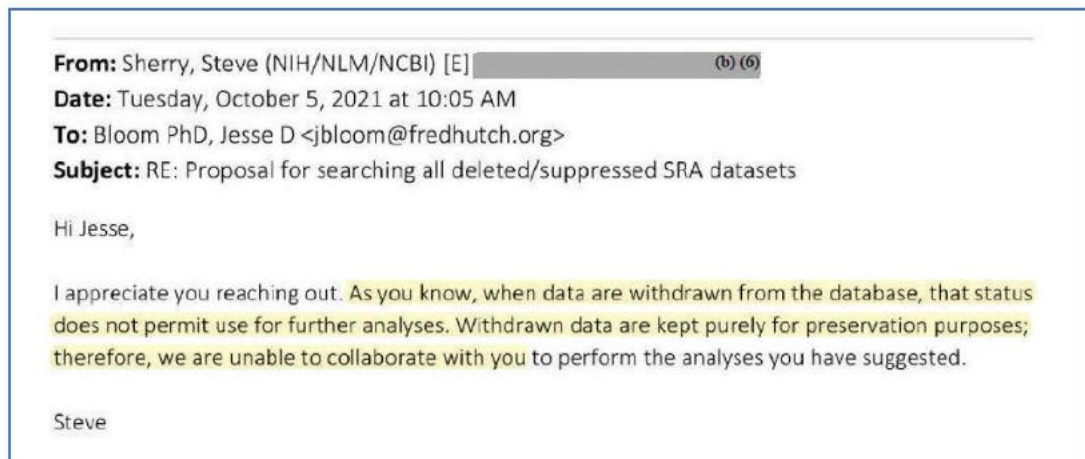 From: Sherry, Steve (NIH/NLM/NCBI) [E] (b) (6)
Date: Tuesday, October 5, 2021 at 10:05 AM
To: Bloom PhD, Jesse D <jbloom@fredhutch.org>
Subject: RE: Proposal for searching all deleted/suppressed SRA datasets
Hi Jesse,
I appreciate you reaching out. As you know, when data are withdrawn from the database, that status
does not permit use for further analyses. Withdrawn data are kept purely for preservation purposes;
therefore, we are unable to collaborate with you to perform the analyses you have suggested.
Steve